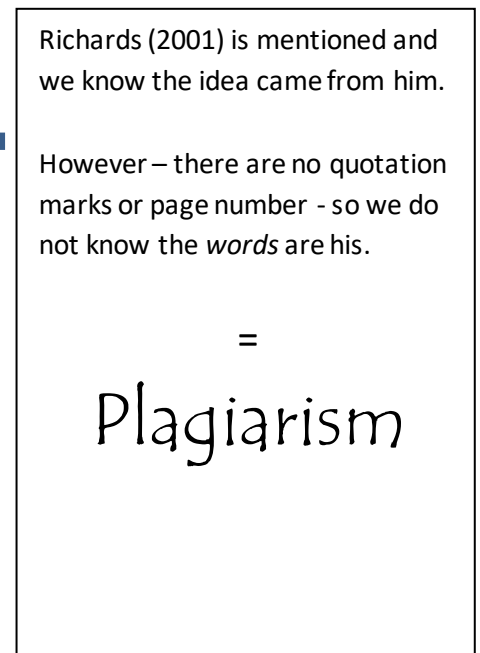 Richards (2001) is mentioned and
we know the idea came from him.
However – there are no quotation
marks or page number - so we do
not know the words are his.
=
Plagiarism